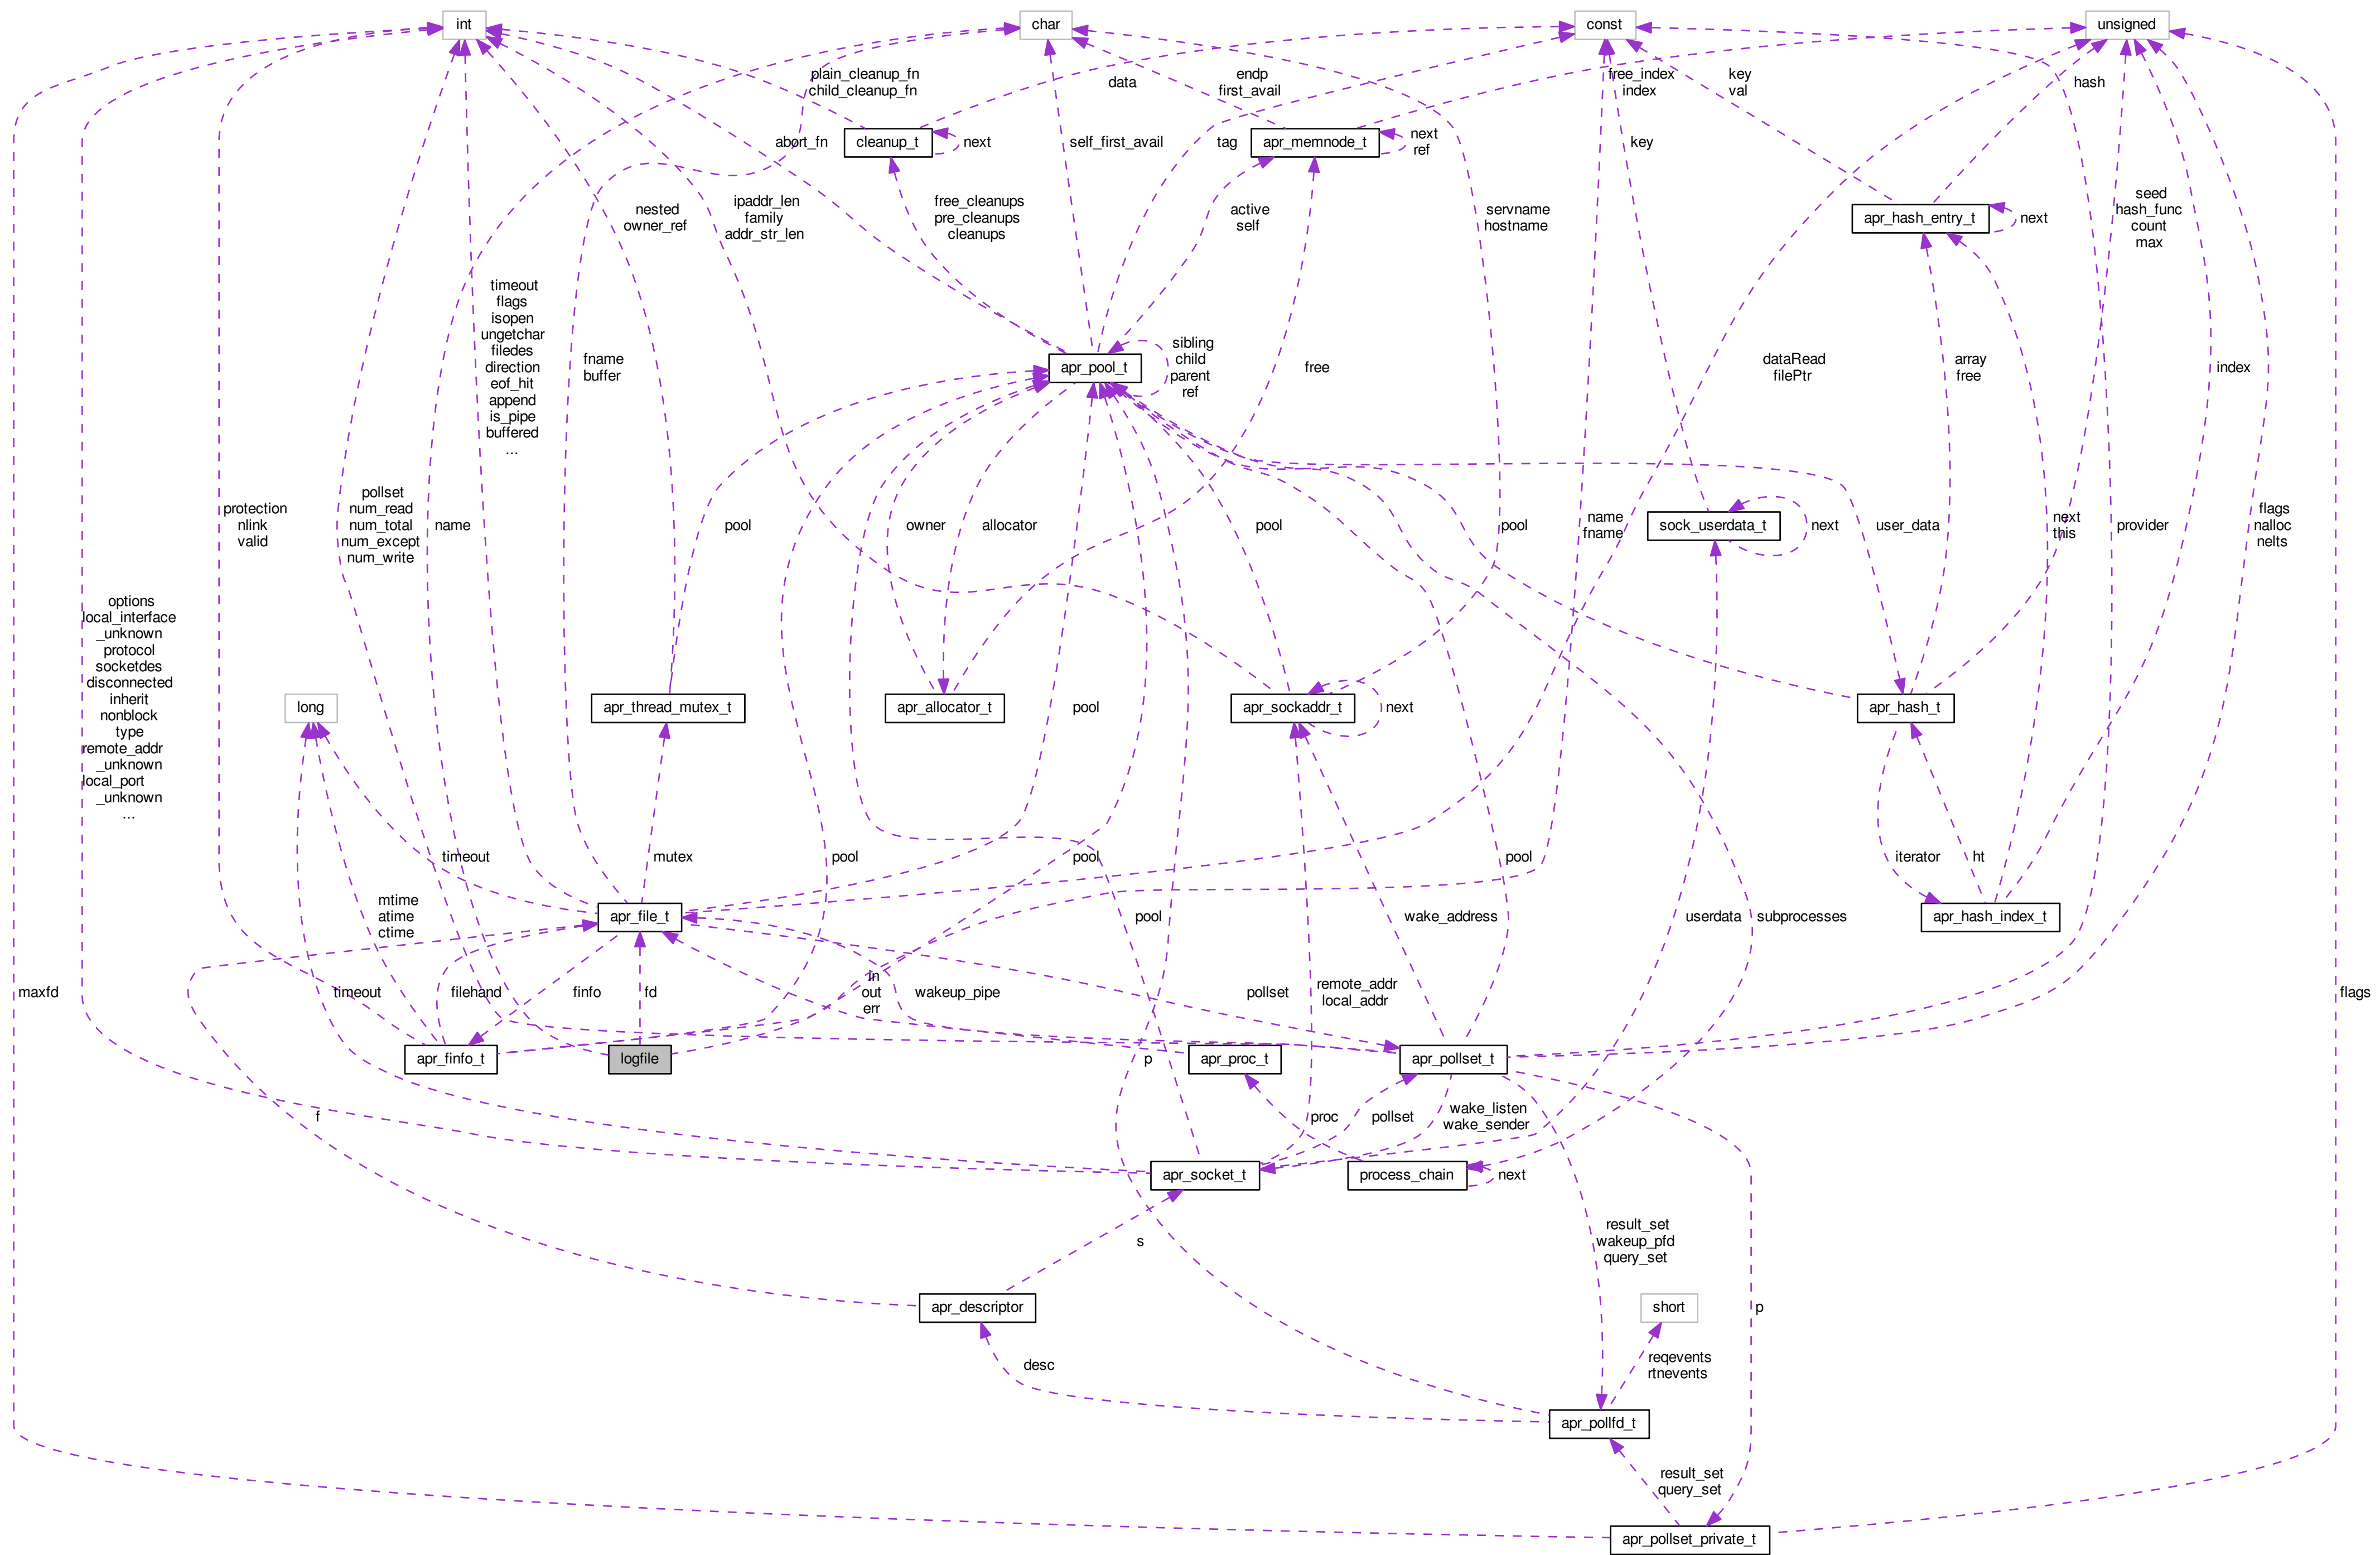 int
char
const
unsigned
plain_cleanup_fn
child_cleanup_fn
data
endp
first_avail
free_index
index
key
val
hash
cleanup_t
next
abort_fn
self_first_avail
tag
apr_memnode_t
next
ref
key
free_cleanups
pre_cleanups
cleanups
active
self
servname
hostname
nested
owner_ref
ipaddr_len
family
addr_str_len
apr_hash_entry_t
next
seed
hash_func
count
max
timeout
flags
isopen
ungetchar
filedes
direction
eof_hit
append
is_pipe
buffered
...
fname
buffer
apr_pool_t
sibling
child
parent
ref
free
dataRead
filePtr
array
free
index
protection
nlink
valid
pollset
num_read
num_total
num_except
num_write
name
pool
owner
allocator
pool
pool
name
fname
sock_userdata_t
next
user_data
next
this
provider
flags
nalloc
nelts
options
local_interface
_unknown
protocol
socketdes
disconnected
inherit
nonblock
type
remote_addr
_unknown
local_port
_unknown
...
long
apr_thread_mutex_t
apr_allocator_t
pool
apr_sockaddr_t
next
apr_hash_t
timeout
mutex
pool
pool
pool
iterator
ht
mtime
atime
ctime
apr_file_t
pool
wake_address
userdata
subprocesses
apr_hash_index_t
maxfd
timeout
filehand
finfo
fd
in
out
err
wakeup_pipe
pollset
remote_addr
local_addr
flags
apr_finfo_t
logfile
p
apr_proc_t
apr_pollset_t
f
proc
pollset
wake_listen
wake_sender
apr_socket_t
process_chain
next
s
result_set
wakeup_pfd
query_set
apr_descriptor
short
p
desc
reqevents
rtnevents
apr_pollfd_t
result_set
query_set
apr_pollset_private_t